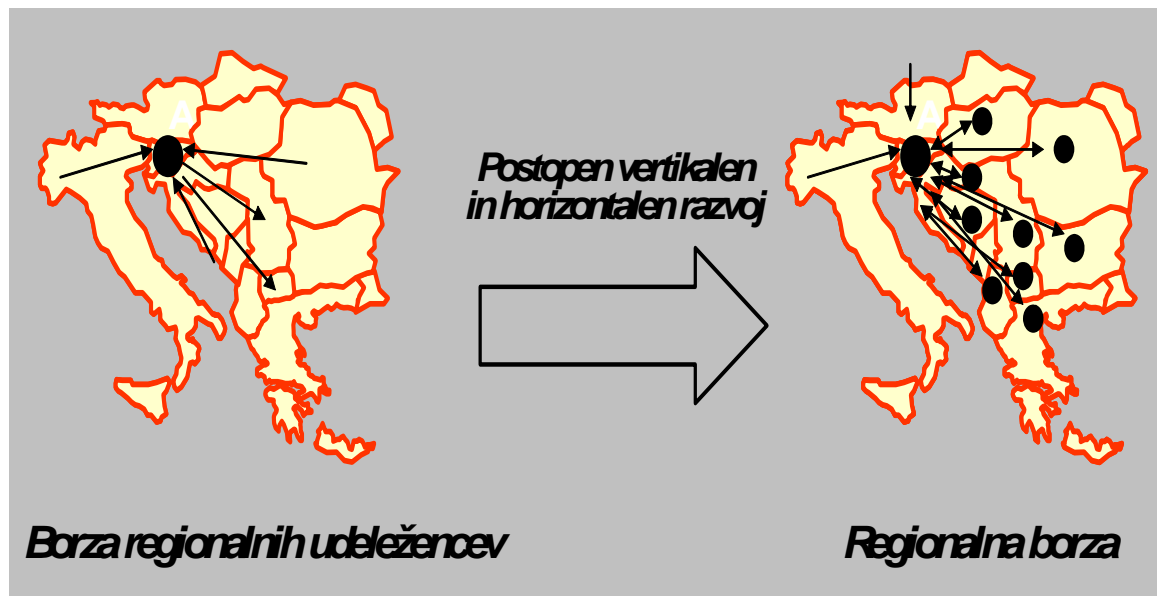 A
A
Postopen vertikalen
in horizontalen razvoj
Borza regionalnih udeležencev
Regionalna borza